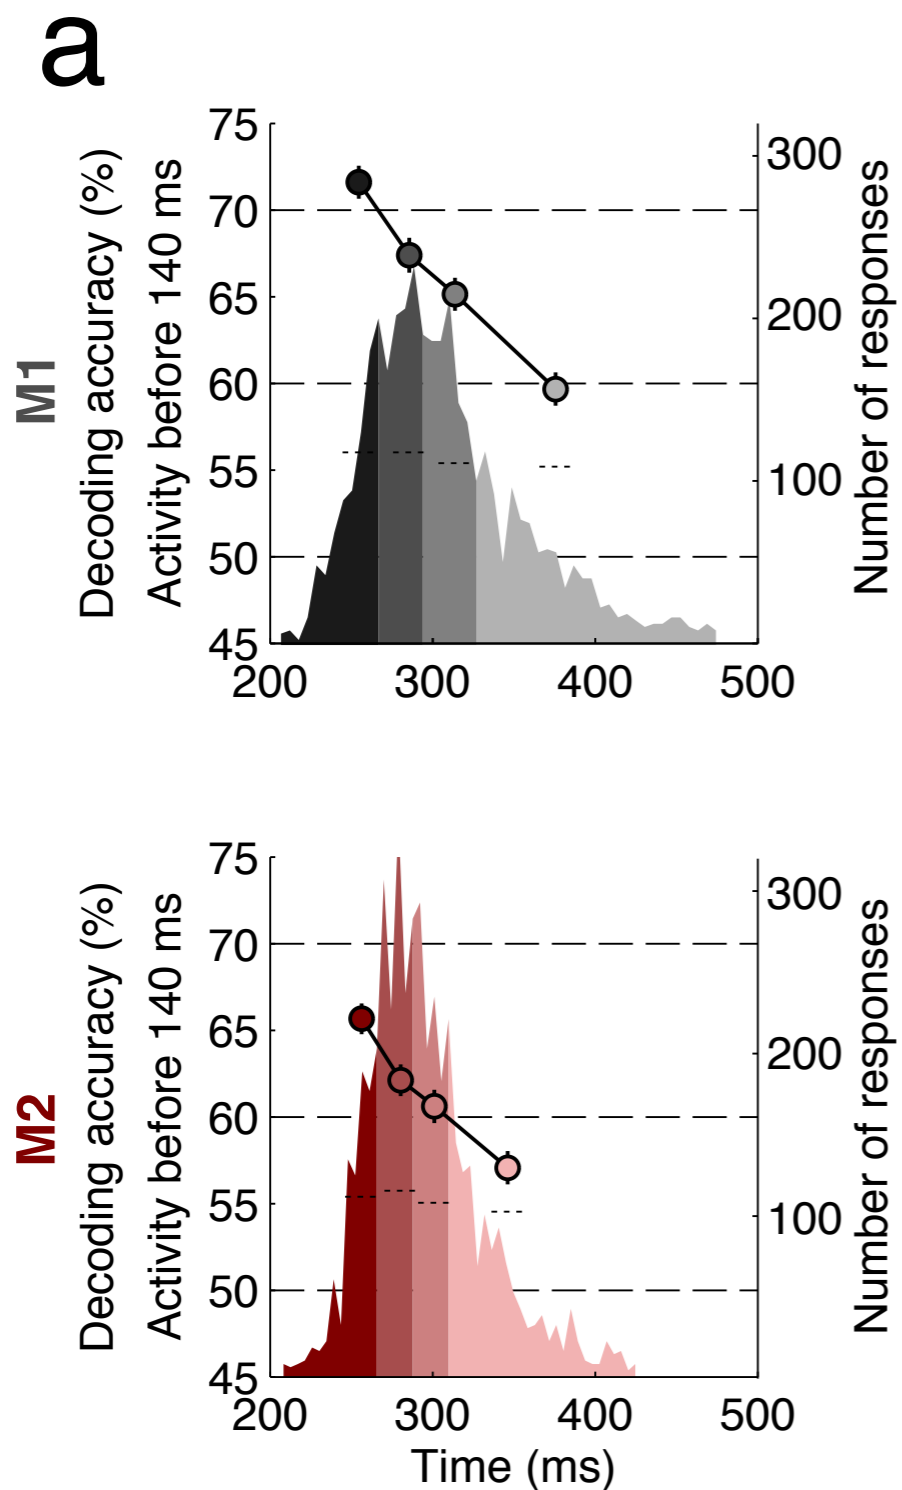 a
M1
Decoding accuracy (%)
Activity before 140 ms
75
70
65
60
55
50
45
300
200
100
Number of responses
200 300 400 500
M2
Decoding accuracy (%)
Activity before 140 ms
75
70
65
60
55
50
45
300
200
100
Number of responses
200 300 400 500
Time (ms)